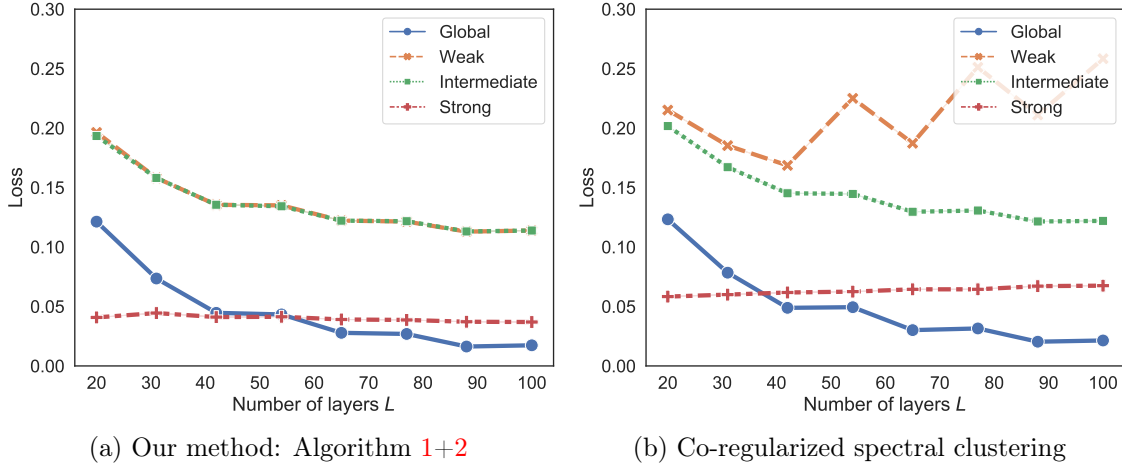 0.30
0.25
0.20
0.15
0.10
0.05
0.00
Loss
20 30 40 50 60 70 80 90 100
Number of layers L
Global
Weak
Intermediate
Strong
(a) Our method: Algorithm 1+2
0.30
0.25
0.20
0.15
0.10
0.05
0.00
Loss
20 30 40 50 60 70 80 90 100
Number of layers L
Global
Weak
Intermediate
Strong
(b) Co-regularized spectral clustering